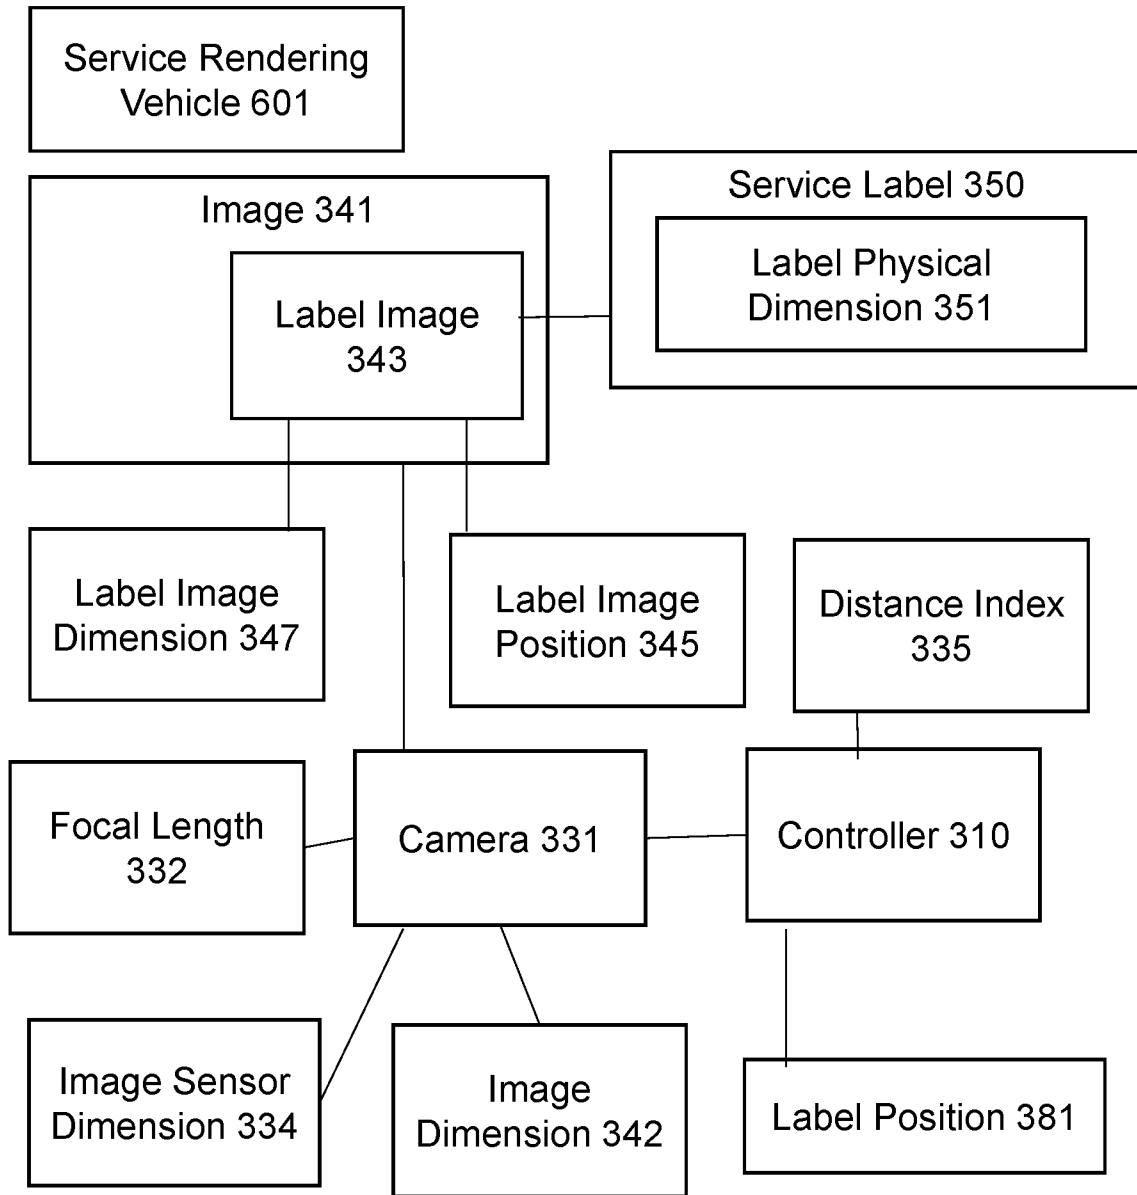 Service Rendering
Vehicle 601
Image 341
Service Label 350
Label Physical
Dimension 351
Label Image
343
Label Image
Dimension 347
Label Image
Position 345
Distance Index
335
Focal Length
332
Camera 331
Controller 310
Image Sensor
Dimension 334
Image
Dimension 342
Label Position 381